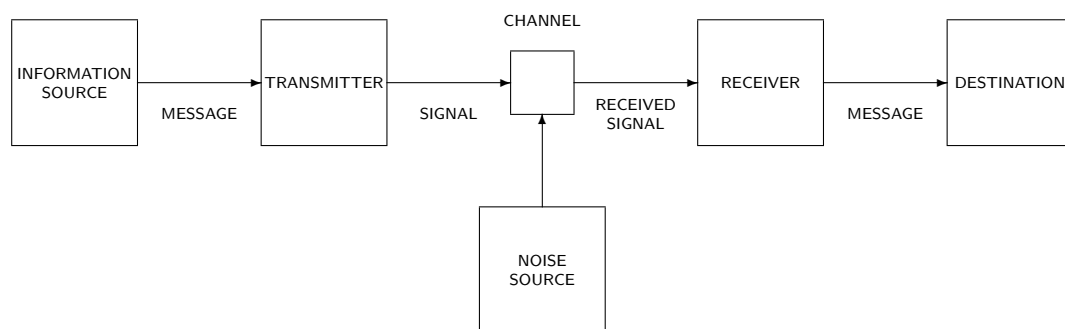 CHANNEL
INFORMATION
SOURCE
TRANSMITTER
RECEIVER
DESTINATION
MESSAGE
SIGNAL
RECEIVED
SIGNAL
MESSAGE
NOISE
SOURCE